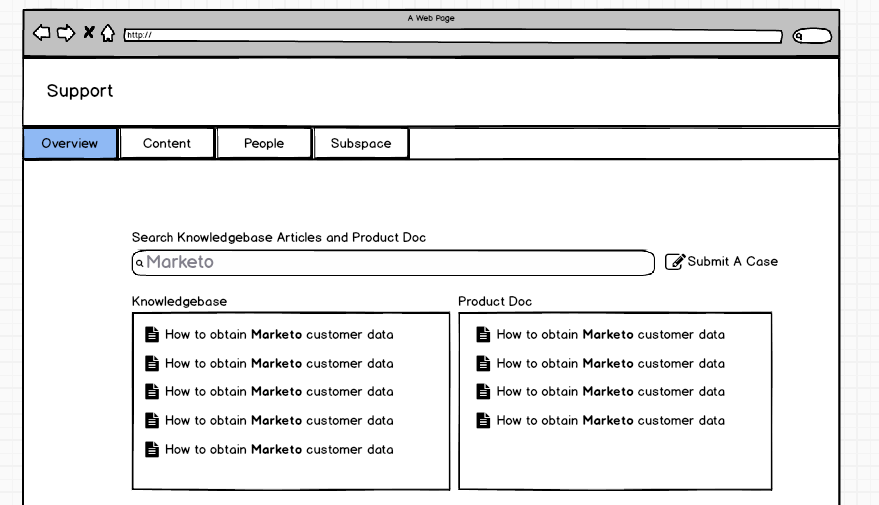 A Web Page
http://
Support
Overview Content People Subspace
Search Knowledgebase Articles and Product Doc
Marketo
Submit A Case
Knowledgebase
How to obtain Marketo customer data
How to obtain Marketo customer data
How to obtain Marketo customer data
How to obtain Marketo customer data
How to obtain Marketo customer data
Product Doc
How to obtain Marketo customer data
How to obtain Marketo customer data
How to obtain Marketo customer data
How to obtain Marketo customer data